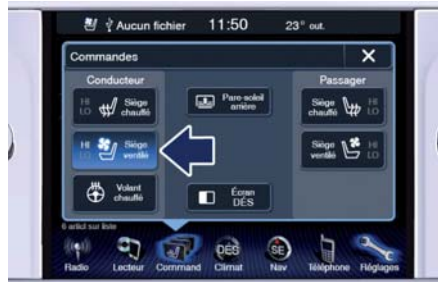 Aucun fichier 11:50 23° out.
Commandes X
Conducteur Passager
HI LO Siège chauffé
Pare-soleil arrière
Siège chauffé HI LO
HI LO Siège ventilé
Siège ventilé HI LO
Volant chauffé
Écran DÉS
6 articl sur liste
Radio Lecteur Command DÉS Climat SE Nav Téléphone Réglages